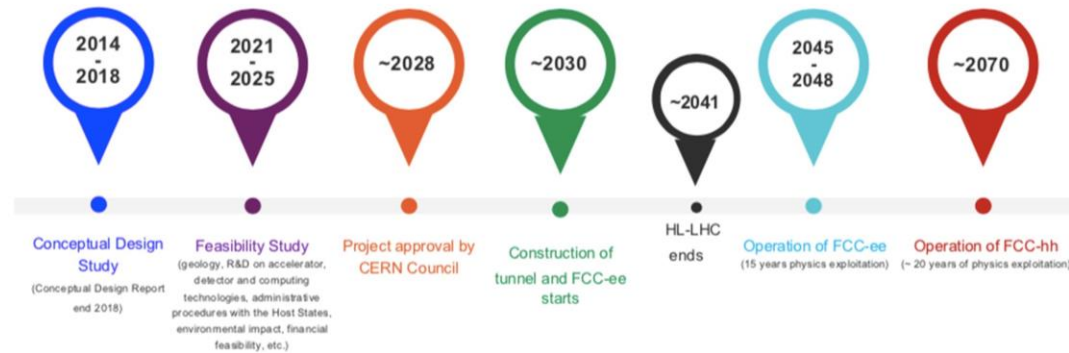 2014
-
2018
2021
-
2025
~2028
~2030
~2041
2045
-
2048
~2070
Conceptual Design
Study
(Conceptual Design Report
end 2018)
Feasibility Study
(geology, R&D on accelerator,
detector and computing
technologies, administrative
procedures with the Host States,
environmental impact, financial
feasibility, etc.)
Project approval by
CERN Council
Construction of
tunnel and FCC-ee
starts
HL-LHC
ends
Operation of FCC-ee
(15 years physics exploitation)
Operation of FCC-hh
(~ 20 years of physics exploitation)